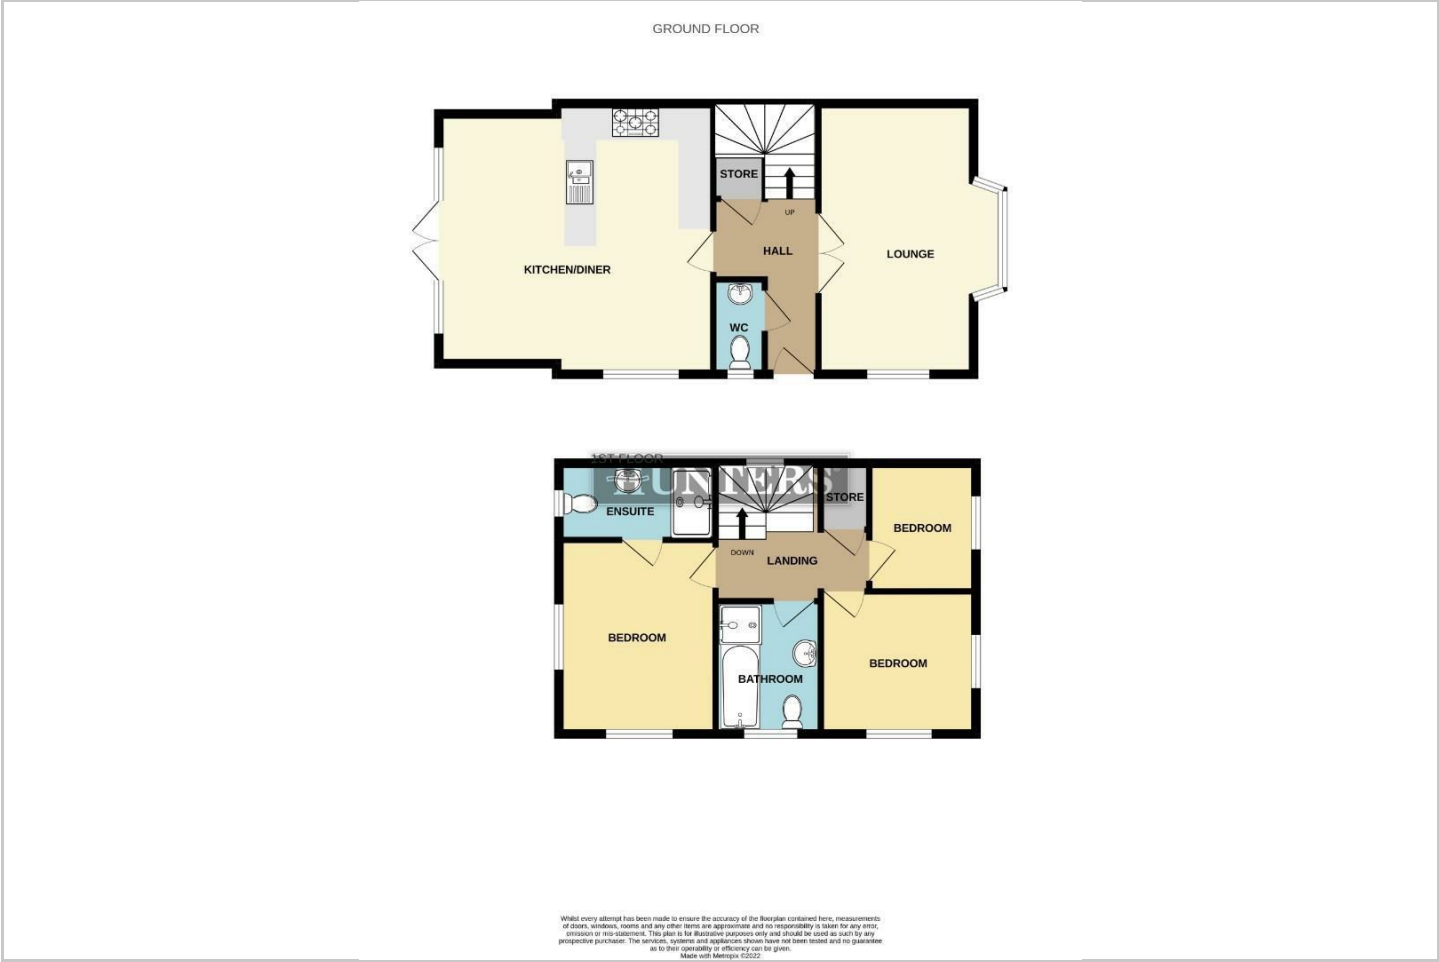 GROUND FLOOR
STORE
UP
HALL
LOUNGE
KITCHEN/DINER
WC
1ST FLOOR
HUNTERS
STORE
ENSUITE
BEDROOM
DOWN
LANDING
BEDROOM
BEDROOM
BATHROOM
Whilst every attempt has been made to ensure the accuracy of the floorplan contained here, measurements
of doors, windows, rooms and any other items are approximate and no responsibility is taken for any error,
omission or mis-statement. This plan is for illustrative purposes only and should be used as such by any
prospective purchaser. The services, systems and appliances shown have not been tested and no guarantee
as to their operability or efficiency can be given.
Made with Metropix ©2022